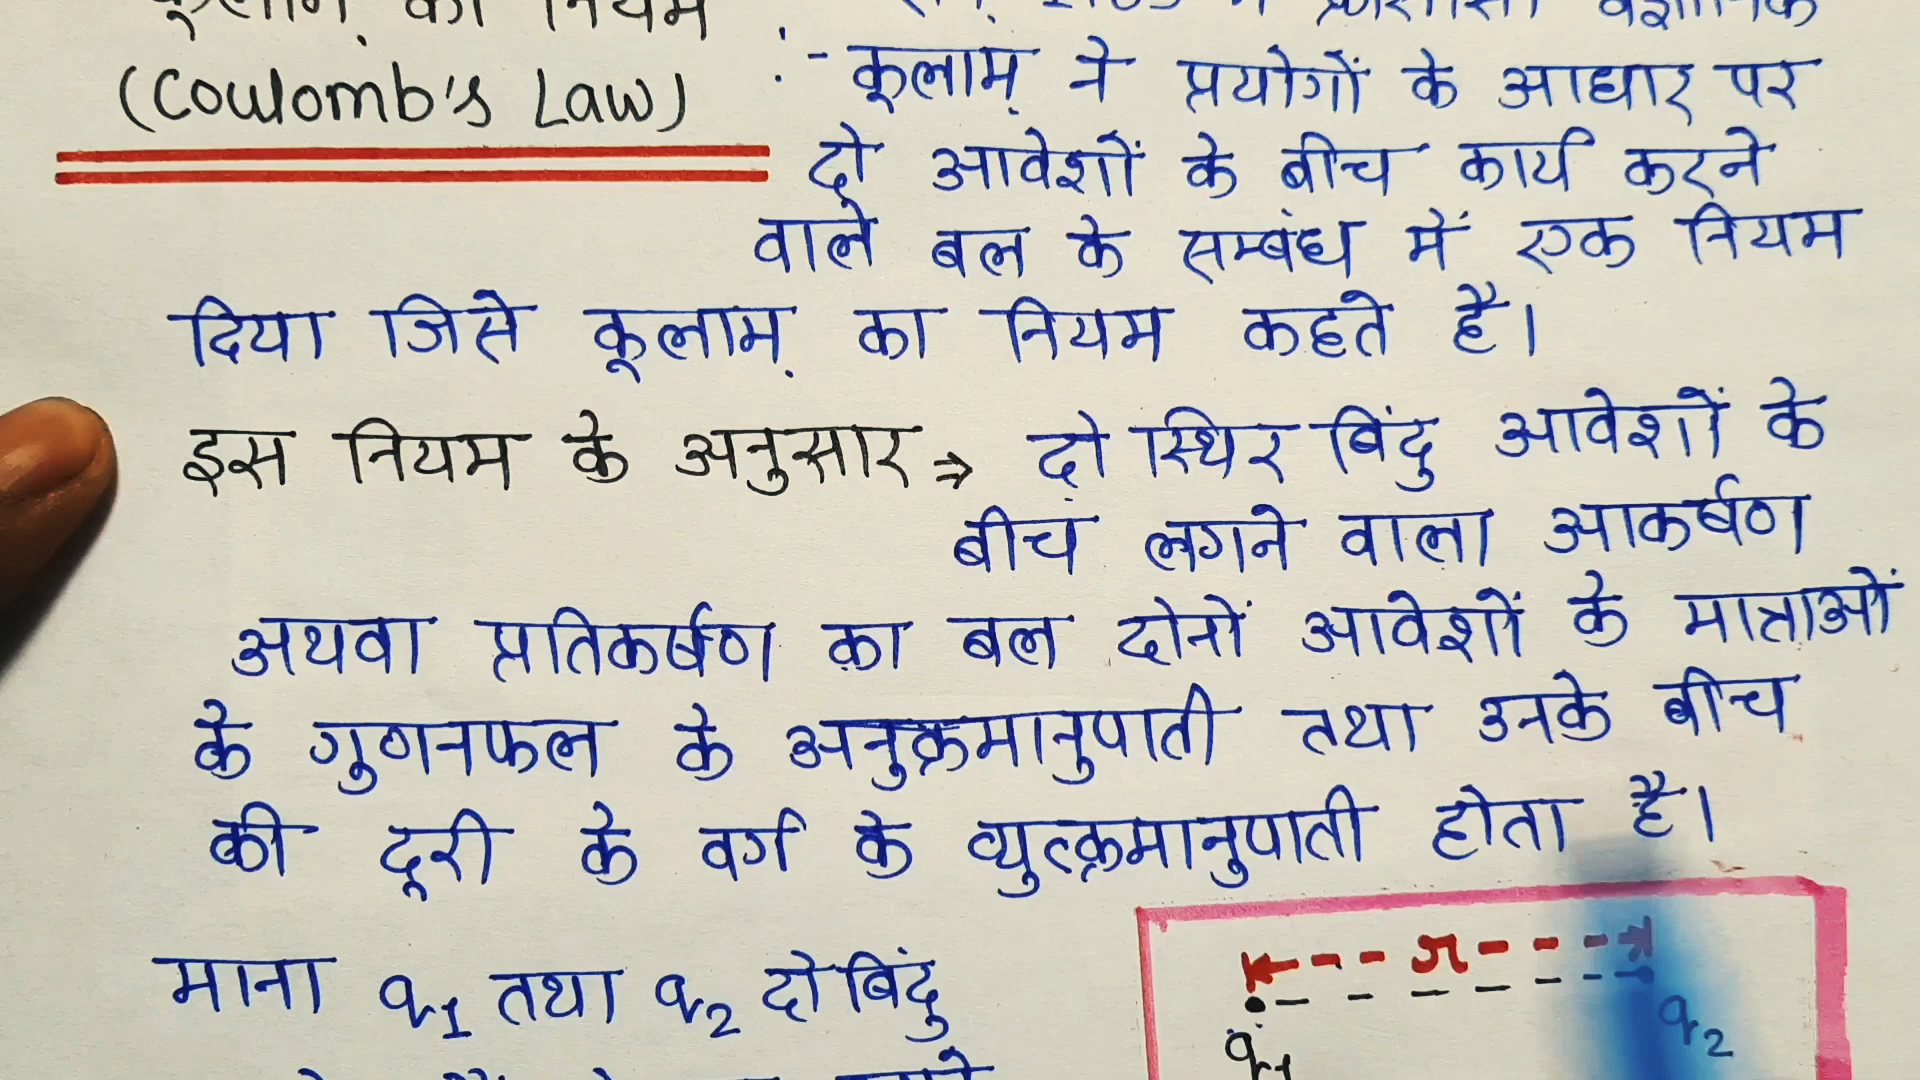 कूलाम् का नियम
(Coulomb's Law)
:- कूलाम् ने प्रयोगों के आधार पर
दो आवेशों के बीच कार्य करने
वाले बल के सम्बंध में एक नियम
दिया जिसे कूलाम् का नियम कहते है।
इस नियम के अनुसार ⇒ दो स्थिर बिंदु आवेशों के
बीच लगने वाला आकर्षण
अथवा प्रतिकर्षण का बल दोनों आवेशों के मात्राओं
के गुणनफल के अनुक्रमानुपाती तथा उनके बीच
की दूरी के वर्ग के व्युत्क्रमानुपाती होता है।
माना q1 तथा q2 दो बिंदु
r
q1
q2